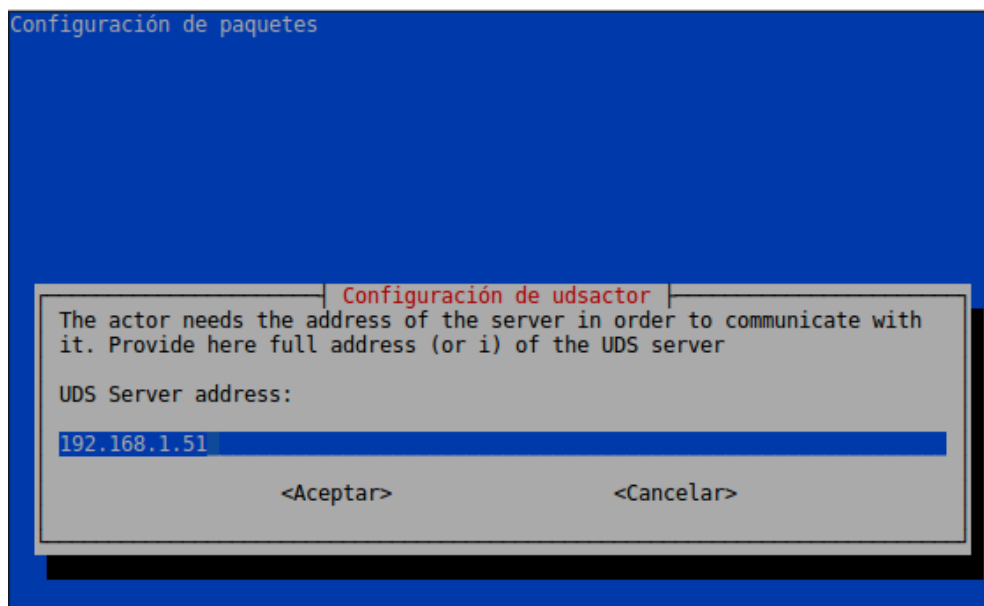 Configuración de paquetes
Configuración de udsactor
The actor needs the address of the server in order to communicate with
it. Provide here full address (or i) of the UDS server
UDS Server address:
192.168.1.51
<Aceptar> <Cancelar>